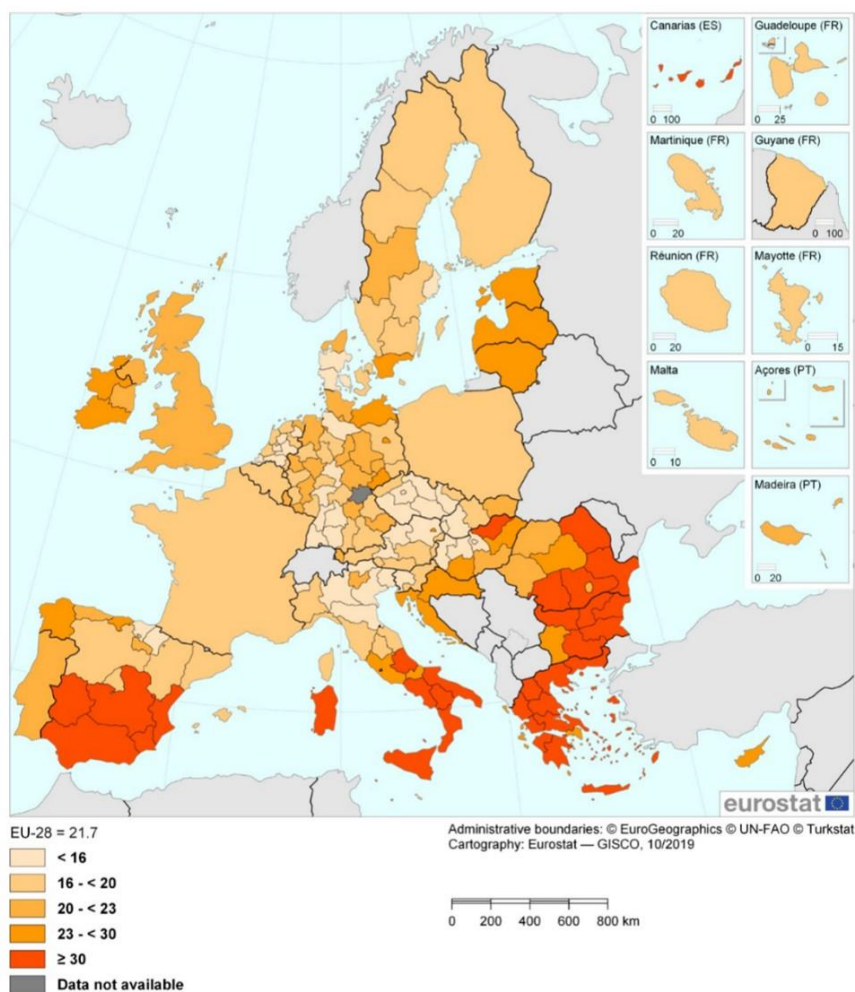 Canarias (ES)
0 100
Guadeloupe (FR)
0 25
Martinique (FR)
0 20
Guyane (FR)
0 100
Réunion (FR)
0 20
Mayotte (FR)
0 15
Malta
0 10
Açores (PT)
Madeira (PT)
0 20
eurostat
EU-28 = 21.7
Administrative boundaries: © EuroGeographics © UN-FAO © Turkstat
Cartography: Eurostat — GISCO, 10/2019
< 16
16 - < 20
20 - < 23
23 - < 30
≥ 30
Data not available
0 200 400 600 800 km